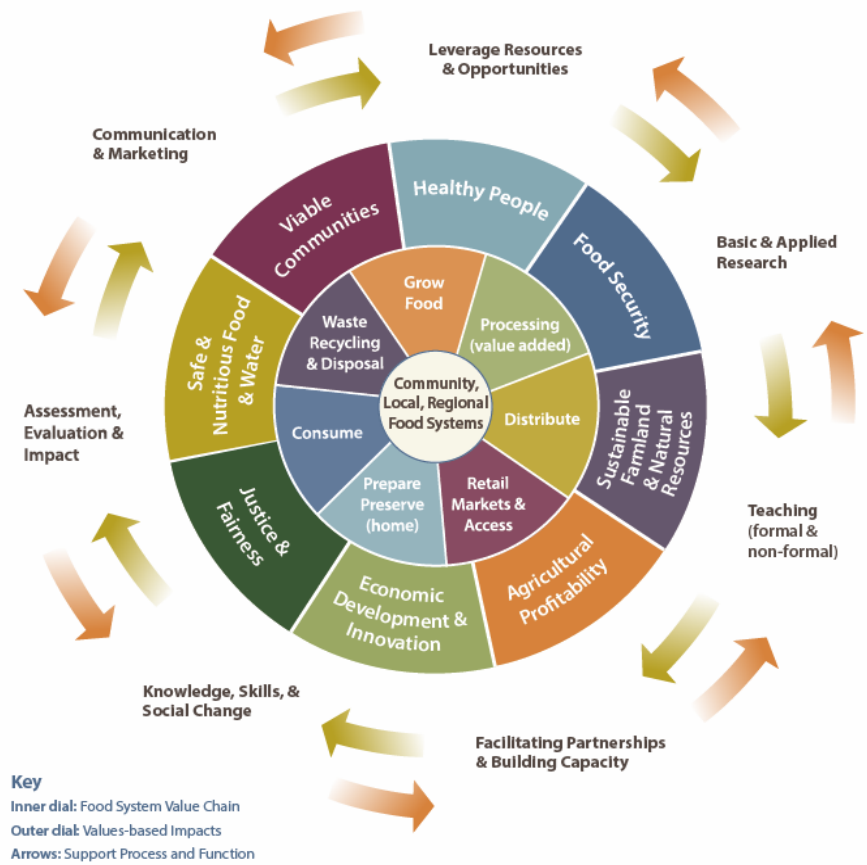 Leverage Resources
& Opportunities
Communication
& Marketing
Basic & Applied
Research
Assessment,
Evaluation &
Impact
Teaching
(formal &
non-formal)
Knowledge, Skills, &
Social Change
Facilitating Partnerships
& Building Capacity
Healthy People
Food Security
Sustainable
Farmland
& Natural
Resources
Agricultural
Profitability
Economic
Development &
Innovation
Justice &
Fairness
Safe &
Nutritious Food
& Water
Viable
Communities
Grow
Food
Processing
(value added)
Distribute
Retail
Markets &
Access
Prepare
Preserve
(home)
Consume
Waste
Recycling
& Disposal
Community,
Local, Regional
Food Systems
Key
Inner dial: Food System Value Chain
Outer dial: Values-based Impacts
Arrows: Support Process and Function